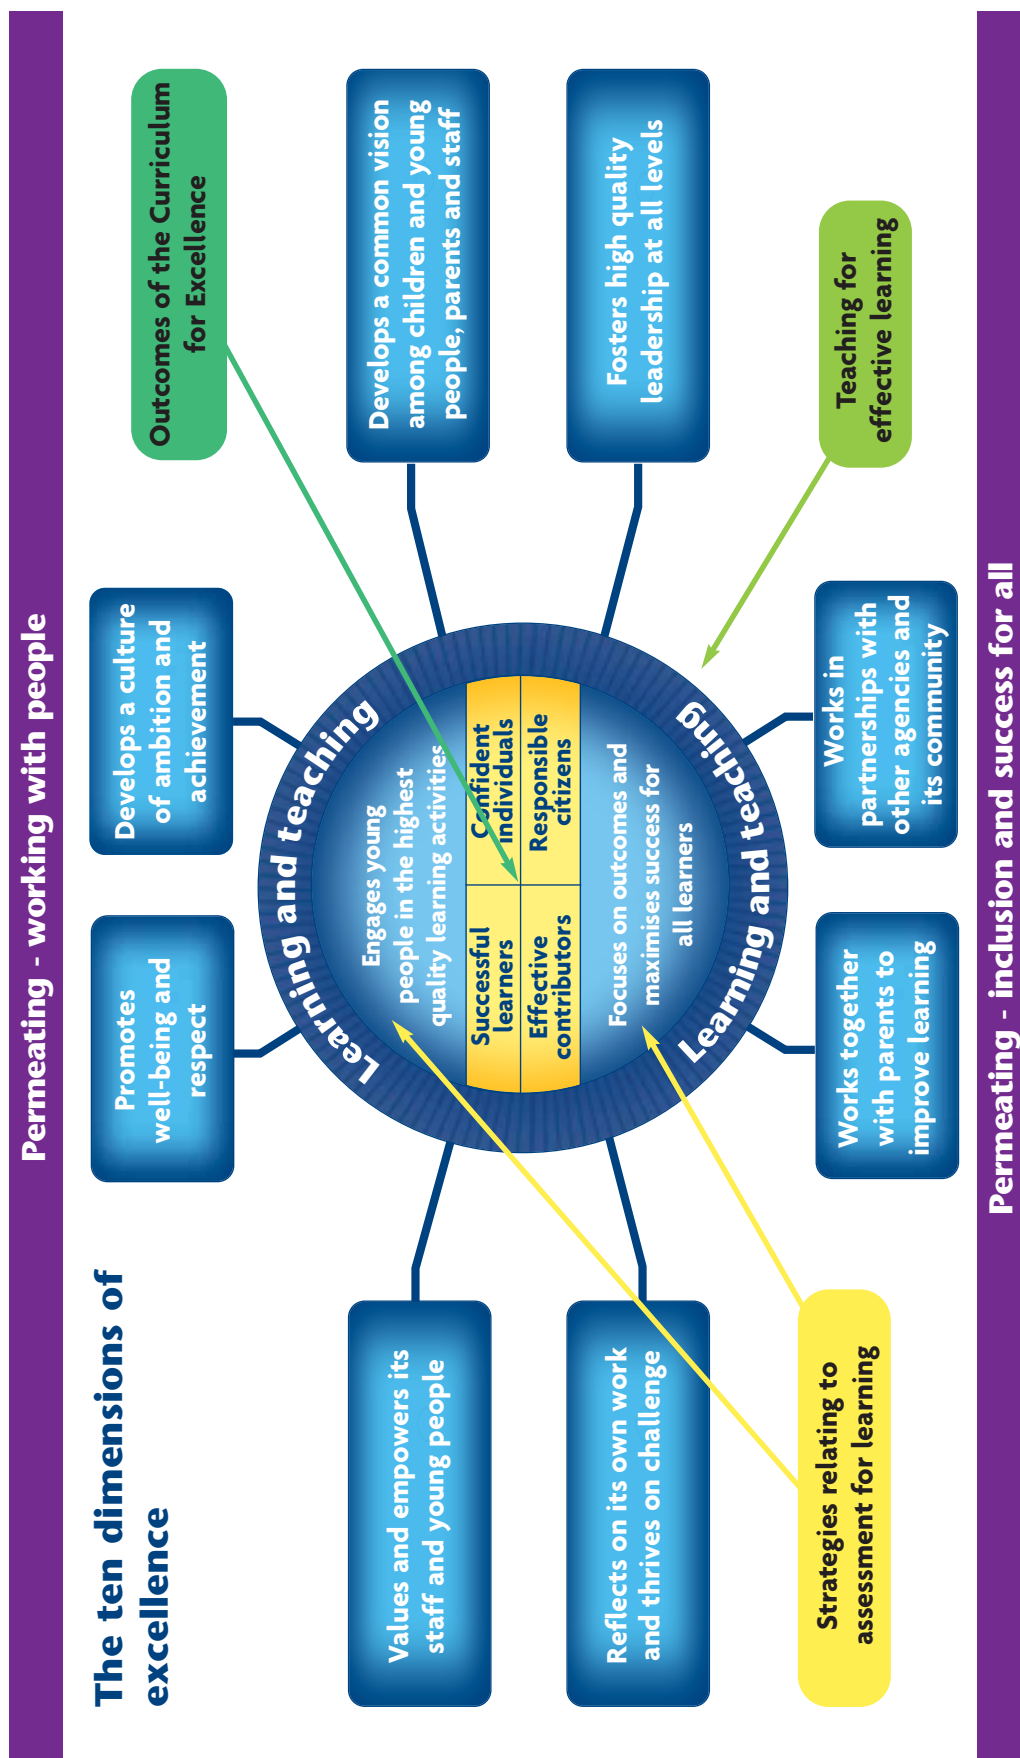 Permeating - working with people
The ten dimensions of
excellence
Promotes
well-being and
respect
Develops a culture
of ambition and
achievement
Outcomes of the Curriculum
for Excellence
Values and empowers its
staff and young people
Develops a common vision
among children and young
people, parents and staff
Learning and teaching
Engages young
people in the highest
quality learning activities
Successful
learners
Confident
individuals
Effective
contributors
Responsible
citizens
Focuses on outcomes and
maximises success for
all learners
Learning and teaching
Reflects on its own work
and thrives on challenge
Fosters high quality
leadership at all levels
Strategies relating to
assessment for learning
Works together
with parents to
improve learning
Works in
partnerships with
other agencies and
its community
Teaching for
effective learning
Permeating - inclusion and success for all